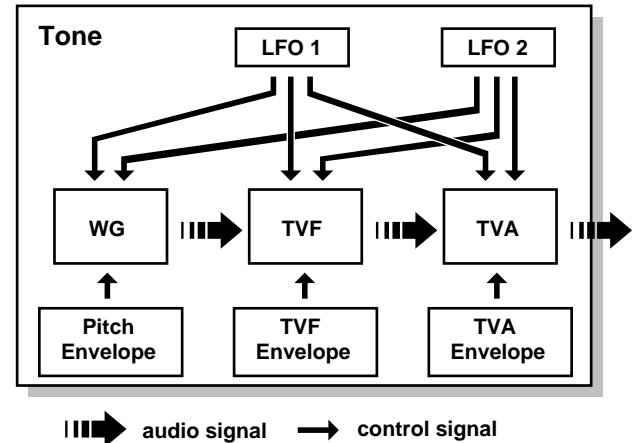 Tone
LFO 1
LFO 2
WG
TVF
TVA
Pitch
Envelope
TVF
Envelope
TVA
Envelope
audio signal
control signal